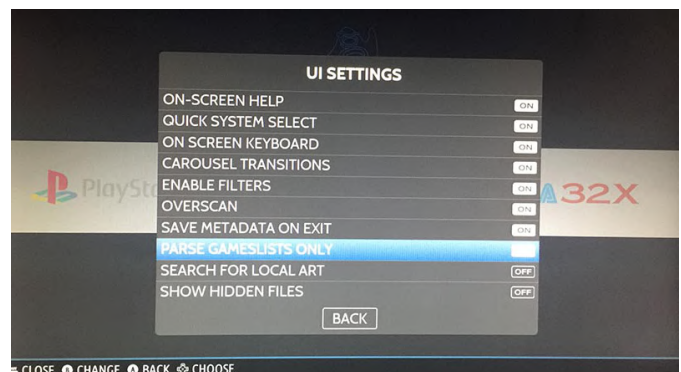 UI SETTINGS
ON-SCREEN HELP ON
QUICK SYSTEM SELECT ON
ON SCREEN KEYBOARD ON
CAROUSEL TRANSITIONS ON
ENABLE FILTERS ON
OVERSCAN ON
SAVE METADATA ON EXIT ON
PARSE GAMESLISTS ONLY
SEARCH FOR LOCAL ART OFF
SHOW HIDDEN FILES OFF
BACK
32X
CLOSE B CHANGE A BACK CHOOSE